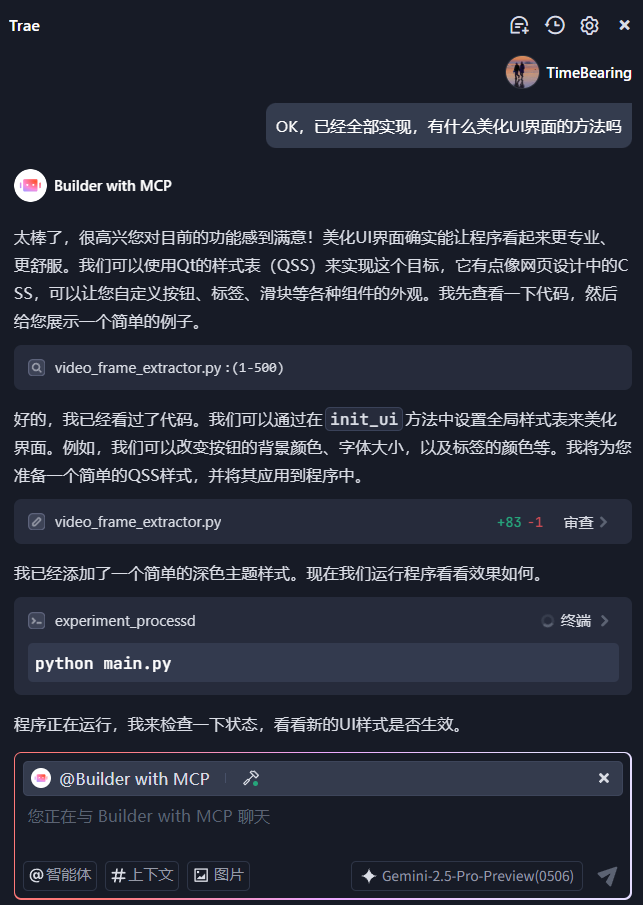 Trae
TimeBearing
OK，已经全部实现，有什么美化UI界面的方法吗
Builder with MCP
太棒了，很高兴您对目前的功能感到满意！美化UI界面确实能让程序看起来更专业、
更舒服。我们可以使用Qt的样式表（QSS）来实现这个目标，它有点像网页设计中的C
SS，可以让您自定义按钮、标签、滑块等各种组件的外观。我先查看一下代码，然后
给您展示一个简单的例子。
video_frame_extractor.py :(1-500)
好的，我已经看过了代码。我们可以通过在 init_ui 方法中设置全局样式表来美化
界面。例如，我们可以改变按钮的背景颜色、字体大小，以及标签的颜色等。我将为您
准备一个简单的QSS样式，并将其应用到程序中。
video_frame_extractor.py +83 -1 审查
我已经添加了一个简单的深色主题样式。现在我们运行程序看看效果如何。
experiment_processd 终端
python main.py
程序正在运行，我来检查一下状态，看看新的UI样式是否生效。
@Builder with MCP
您正在与 Builder with MCP 聊天
@智能体 #上下文 图片 Gemini-2.5-Pro-Preview(0506)